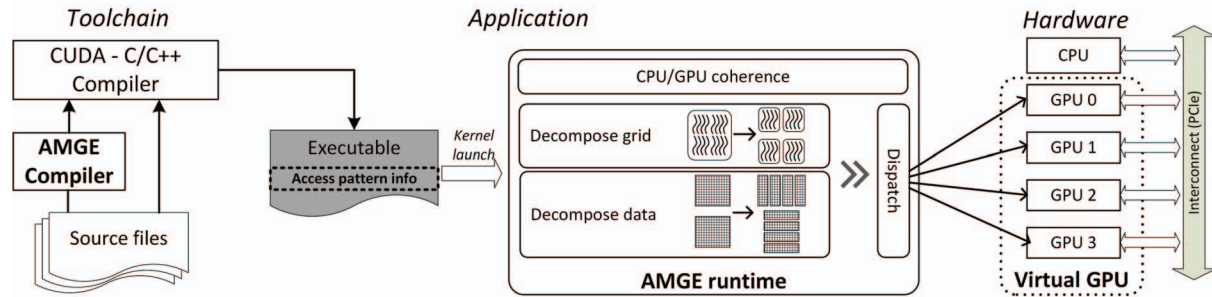 Toolchain
CUDA - C/C++
Compiler
AMGE
Compiler
Source files
Application
Executable
Access pattern info
Kernel
launch
CPU/GPU coherence
Decompose grid
Decompose data
Dispatch
AMGE runtime
Hardware
CPU
GPU 0
GPU 1
GPU 2
GPU 3
Virtual GPU
Interconnect (PCIe)